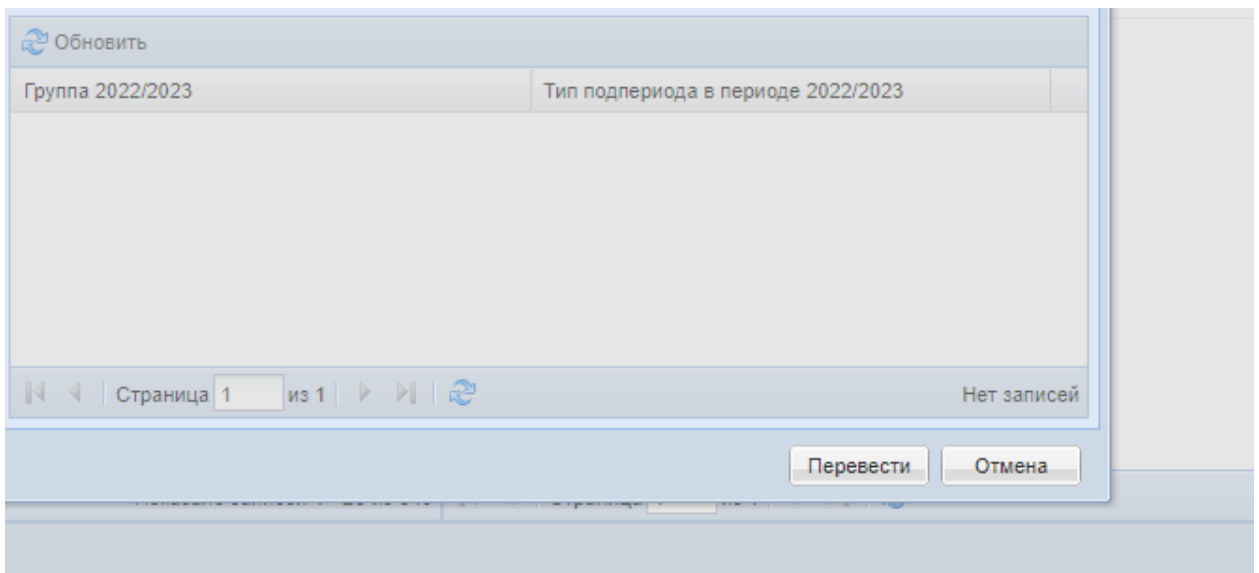 Обновить
Группа 2022/2023 Тип подпериода в периоде 2022/2023
Страница 1 из 1 Нет записей
Перевести Отмена